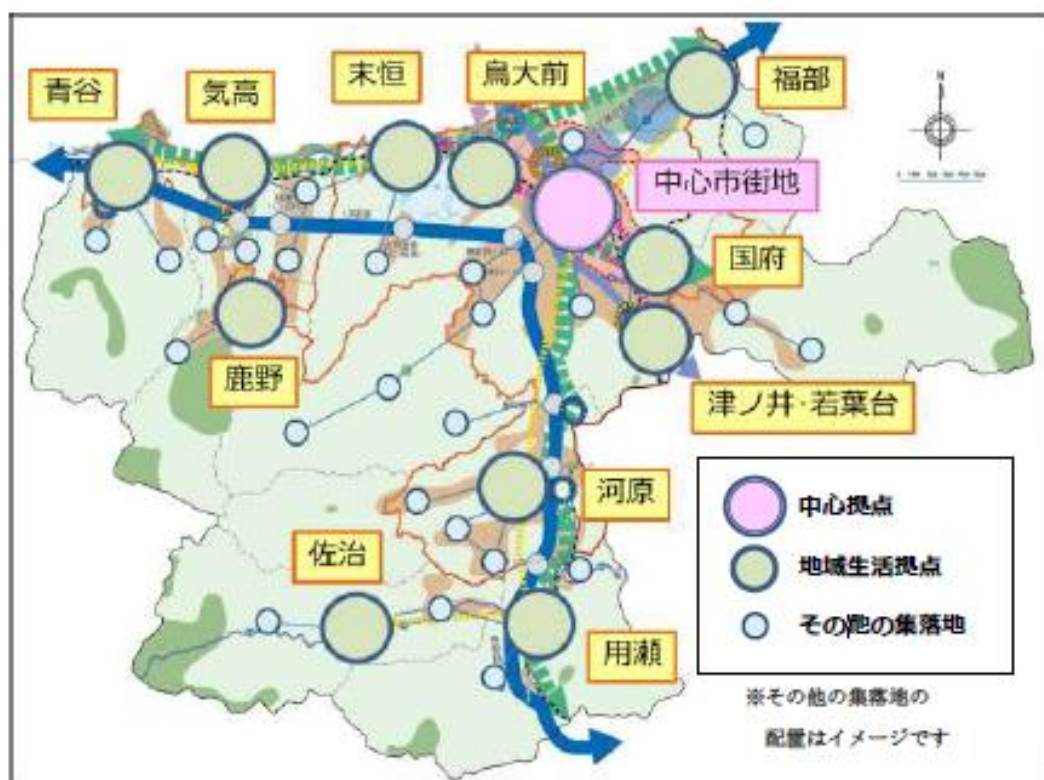 青谷
気高
末恒
鳥大前
福部
中心市街地
国府
鹿野
津ノ井・若葉台
河原
佐治
用瀬
中心拠点
地域生活拠点
その他の集落地
※その他の集落地の
配置はイメージです